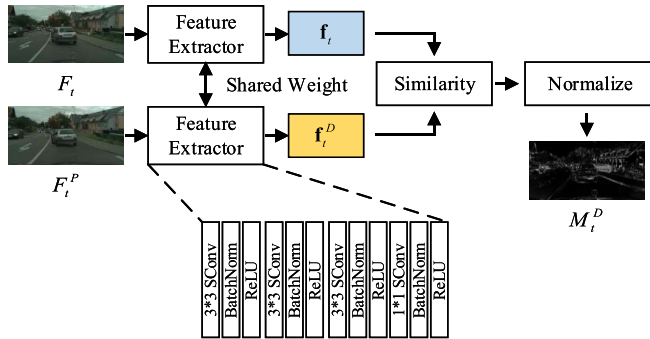 Feature
Extractor
f_t
F_t
Shared Weight
Similarity
Normalize
Feature
Extractor
f_t^D
F_t^P
M_t^D
3*3 SConv
BatchNorm
ReLU
3*3 SConv
BatchNorm
ReLU
3*3 SConv
BatchNorm
ReLU
1*1 SConv
BatchNorm
ReLU